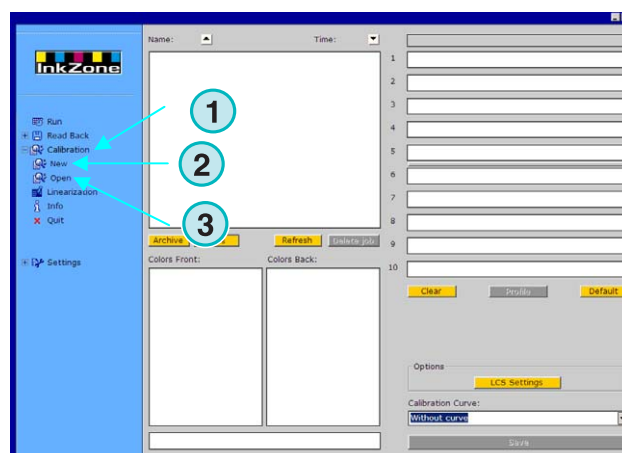 InkZone
Run
Read Back
Calibration
New
Open
Linearization
Info
Quit
Settings
1
2
3
Name:
Time:
Archive
Refresh
Delete job
Colors Front:
Colors Back:
1
2
3
4
5
6
7
8
9
10
Clear
Profile
Default
Options
LCS Settings
Calibration Curve:
Without curve
Save